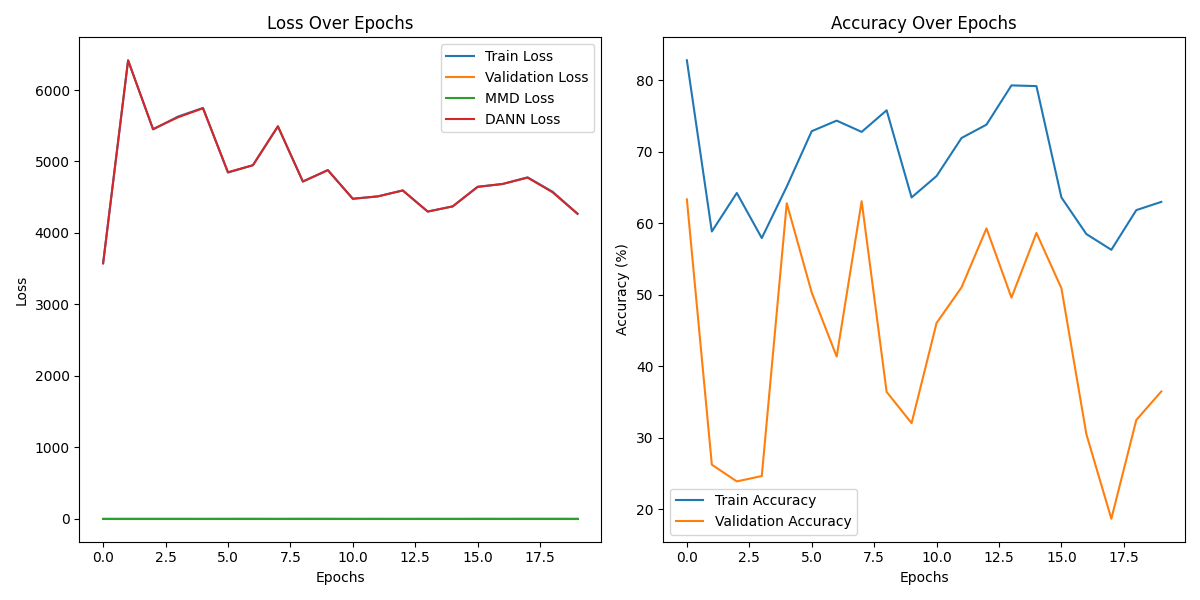 Loss Over Epochs
Train Loss
Validation Loss
MMD Loss
DANN Loss
6000
5000
4000
3000
2000
1000
0
Loss
0.0 2.5 5.0 7.5 10.0 12.5 15.0 17.5
Epochs
Accuracy Over Epochs
80
70
60
50
40
30
20
Accuracy (%)
Train Accuracy
Validation Accuracy
0.0 2.5 5.0 7.5 10.0 12.5 15.0 17.5
Epochs